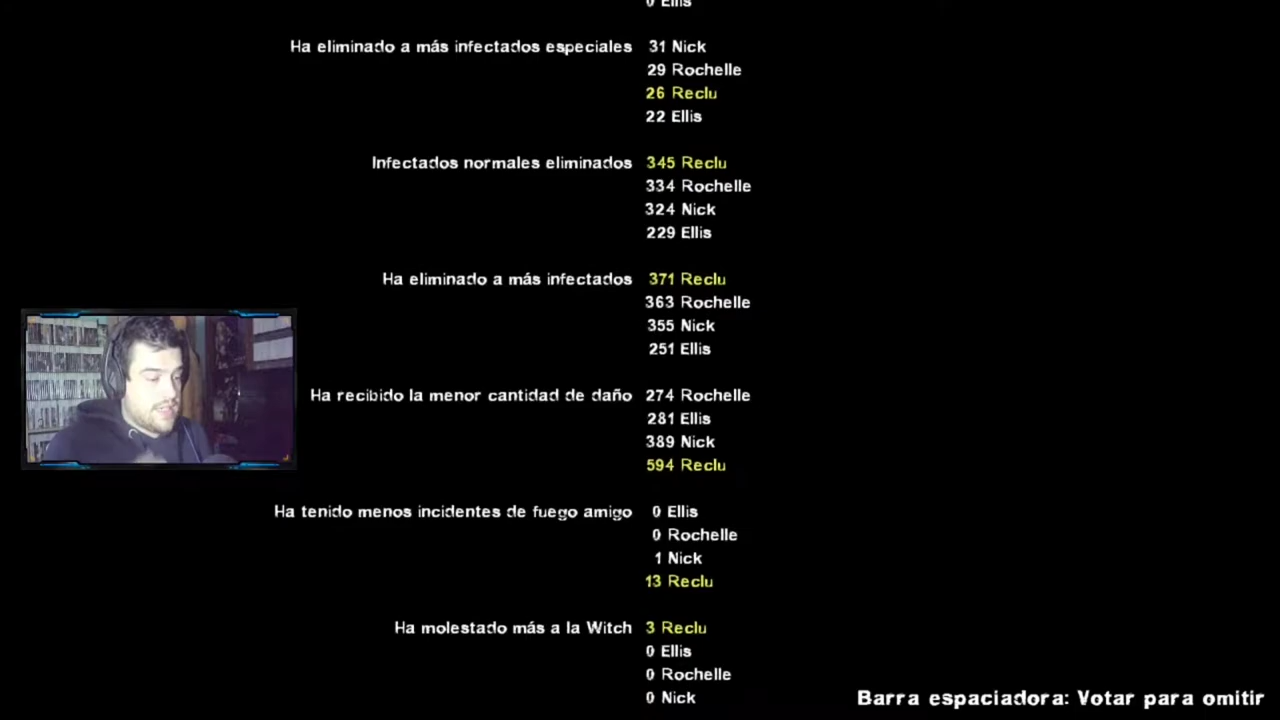 0 Ellis
Ha eliminado a más infectados especiales 31 Nick
29 Rochelle
26 Reclu
22 Ellis
Infectados normales eliminados 345 Reclu
334 Rochelle
324 Nick
229 Ellis
Ha eliminado a más infectados 371 Reclu
363 Rochelle
355 Nick
251 Ellis
Ha recibido la menor cantidad de daño 274 Rochelle
281 Ellis
389 Nick
594 Reclu
Ha tenido menos incidentes de fuego amigo 0 Ellis
0 Rochelle
1 Nick
13 Reclu
Ha molestado más a la Witch 3 Reclu
0 Ellis
0 Rochelle
0 Nick
Barra espaciadora: Votar para omitir